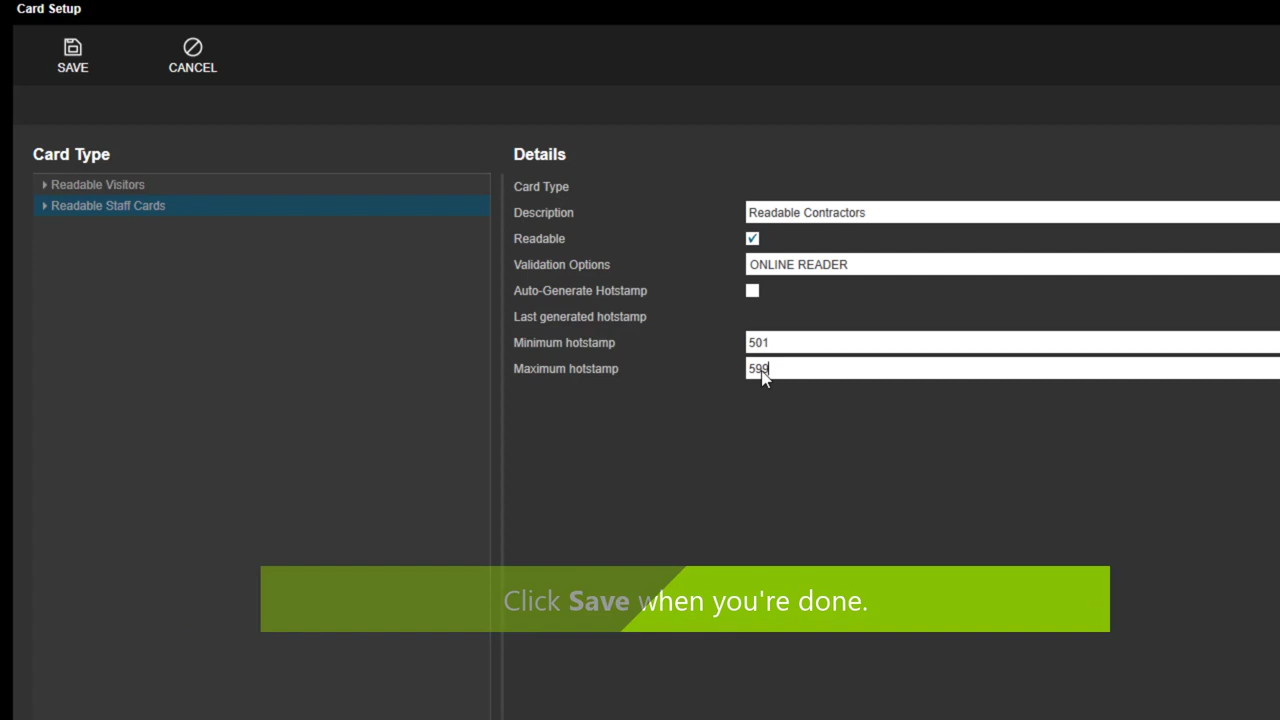 Card Setup
SAVE
CANCEL
Card Type
Readable Visitors
Readable Staff Cards
Details
Card Type
Description
Readable Contractors
Readable
Validation Options
ONLINE READER
Auto-Generate Hotstamp
Last generated hotstamp
Minimum hotstamp
501
Maximum hotstamp
599
Click Save when you're done.